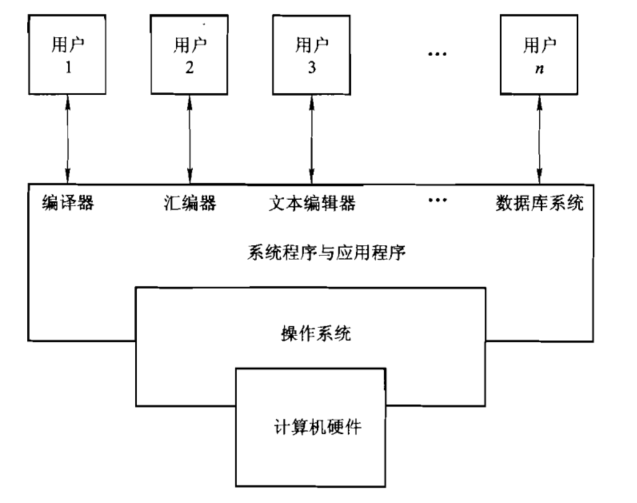 用户 用户 用户 ... 用户
1 2 3 n
编译器 汇编器 文本编辑器 ... 数据库系统
系统程序与应用程序
操作系统
计算机硬件